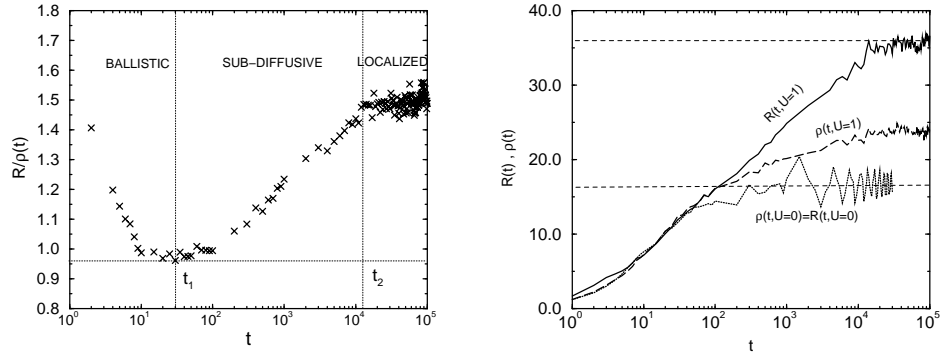 1.8
1.7
1.6
1.5
1.4
1.3
1.2
1.1
1.0
0.9
0.8
R/ρ(t)
BALLISTIC
SUB−DIFFUSIVE
LOCALIZED
t1
t2
10^0
10^1
10^2
10^3
10^4
10^5
t
40.0
30.0
20.0
10.0
0.0
R(t) , ρ(t)
R(t,U=1)
ρ(t,U=1)
ρ(t,U=0)=R(t,U=0)
10^0
10^1
10^2
10^3
10^4
10^5
t